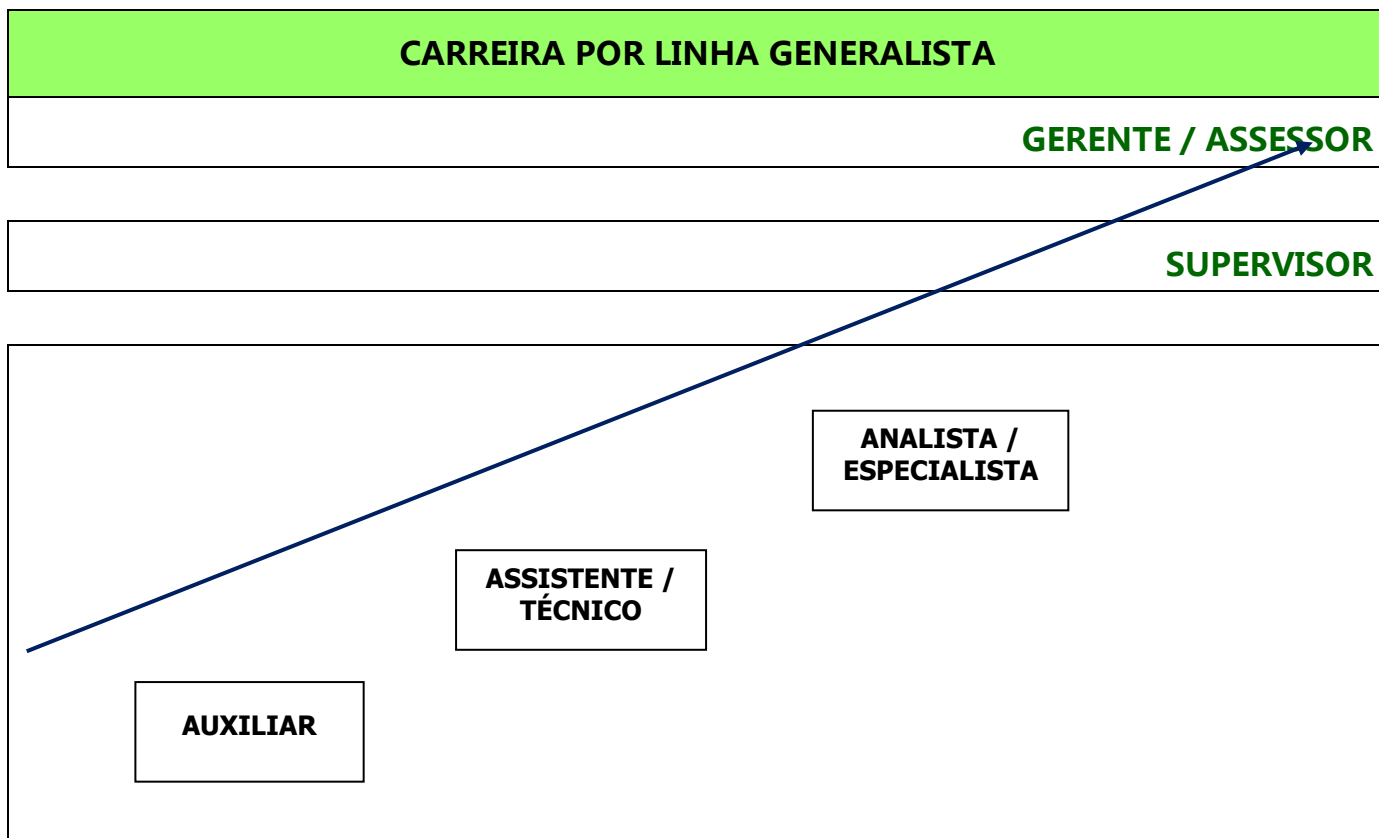 CARREIRA POR LINHA GENERALISTA
GERENTE / ASSESSOR
SUPERVISOR
ANALISTA /
ESPECIALISTA
ASSISTENTE /
TÉCNICO
AUXILIAR